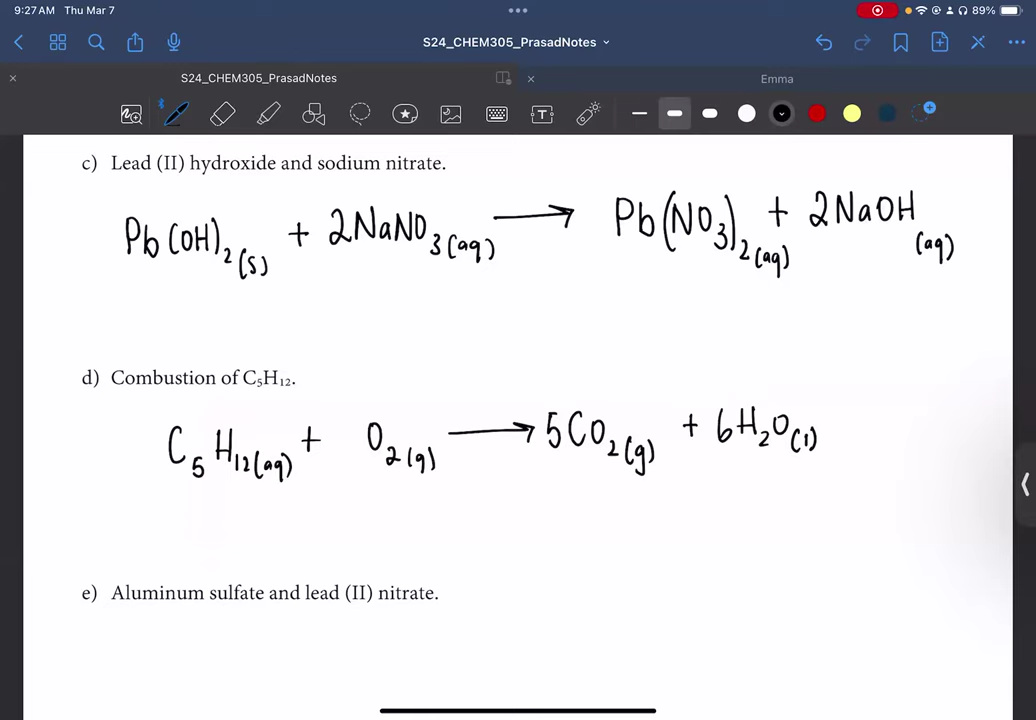 9:27 AM Thu Mar 7
89%
S24_CHEM305_PrasadNotes
S24_CHEM305_PrasadNotes
Emma
c) Lead (II) hydroxide and sodium nitrate.
Pb(OH)₂(s) + 2NaNO₃(aq) ⟶ Pb(NO₃)₂(aq) + 2NaOH(aq)
d) Combustion of C₅H₁₂.
C₅H₁₂(aq) + O₂(g) ⟶ 5CO₂(g) + 6H₂O(l)
e) Aluminum sulfate and lead (II) nitrate.